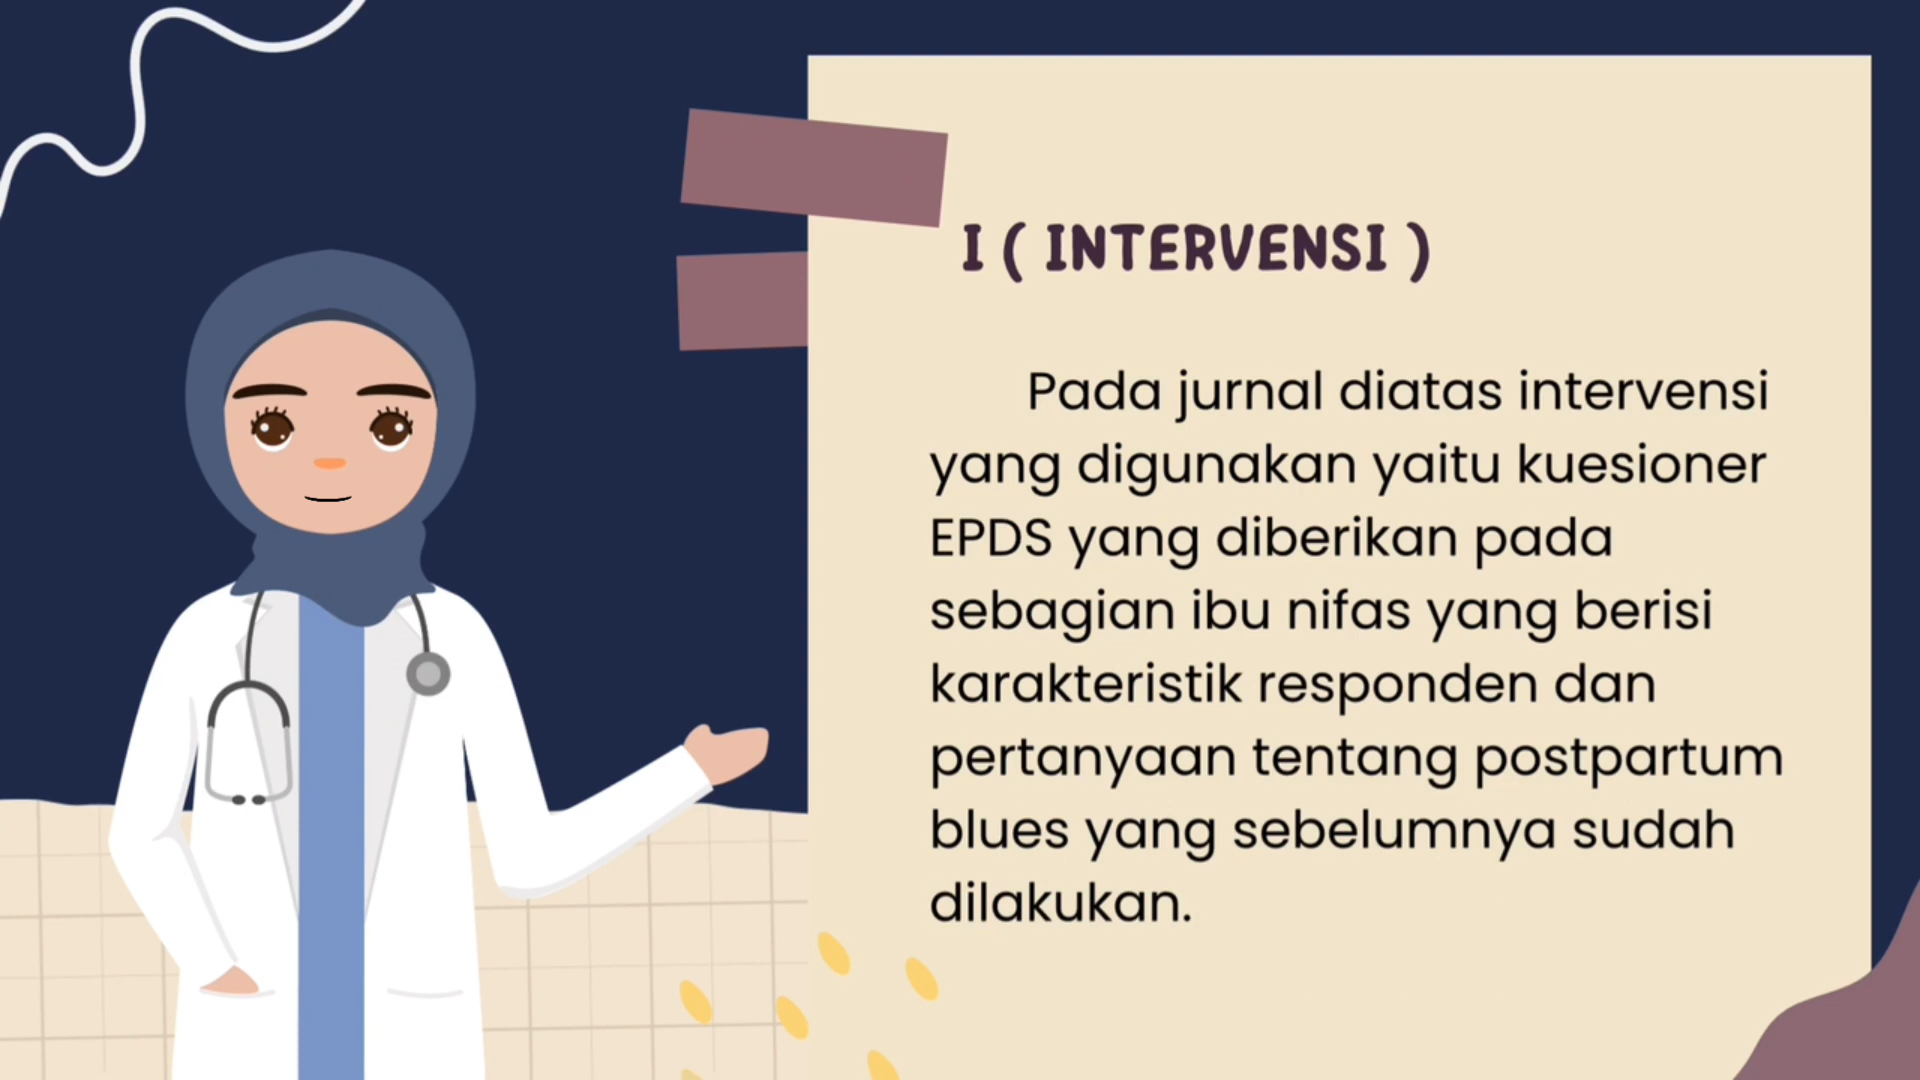 I ( INTERVENSI )
Pada jurnal diatas intervensi
yang digunakan yaitu kuesioner
EPDS yang diberikan pada
sebagian ibu nifas yang berisi
karakteristik responden dan
pertanyaan tentang postpartum
blues yang sebelumnya sudah
dilakukan.